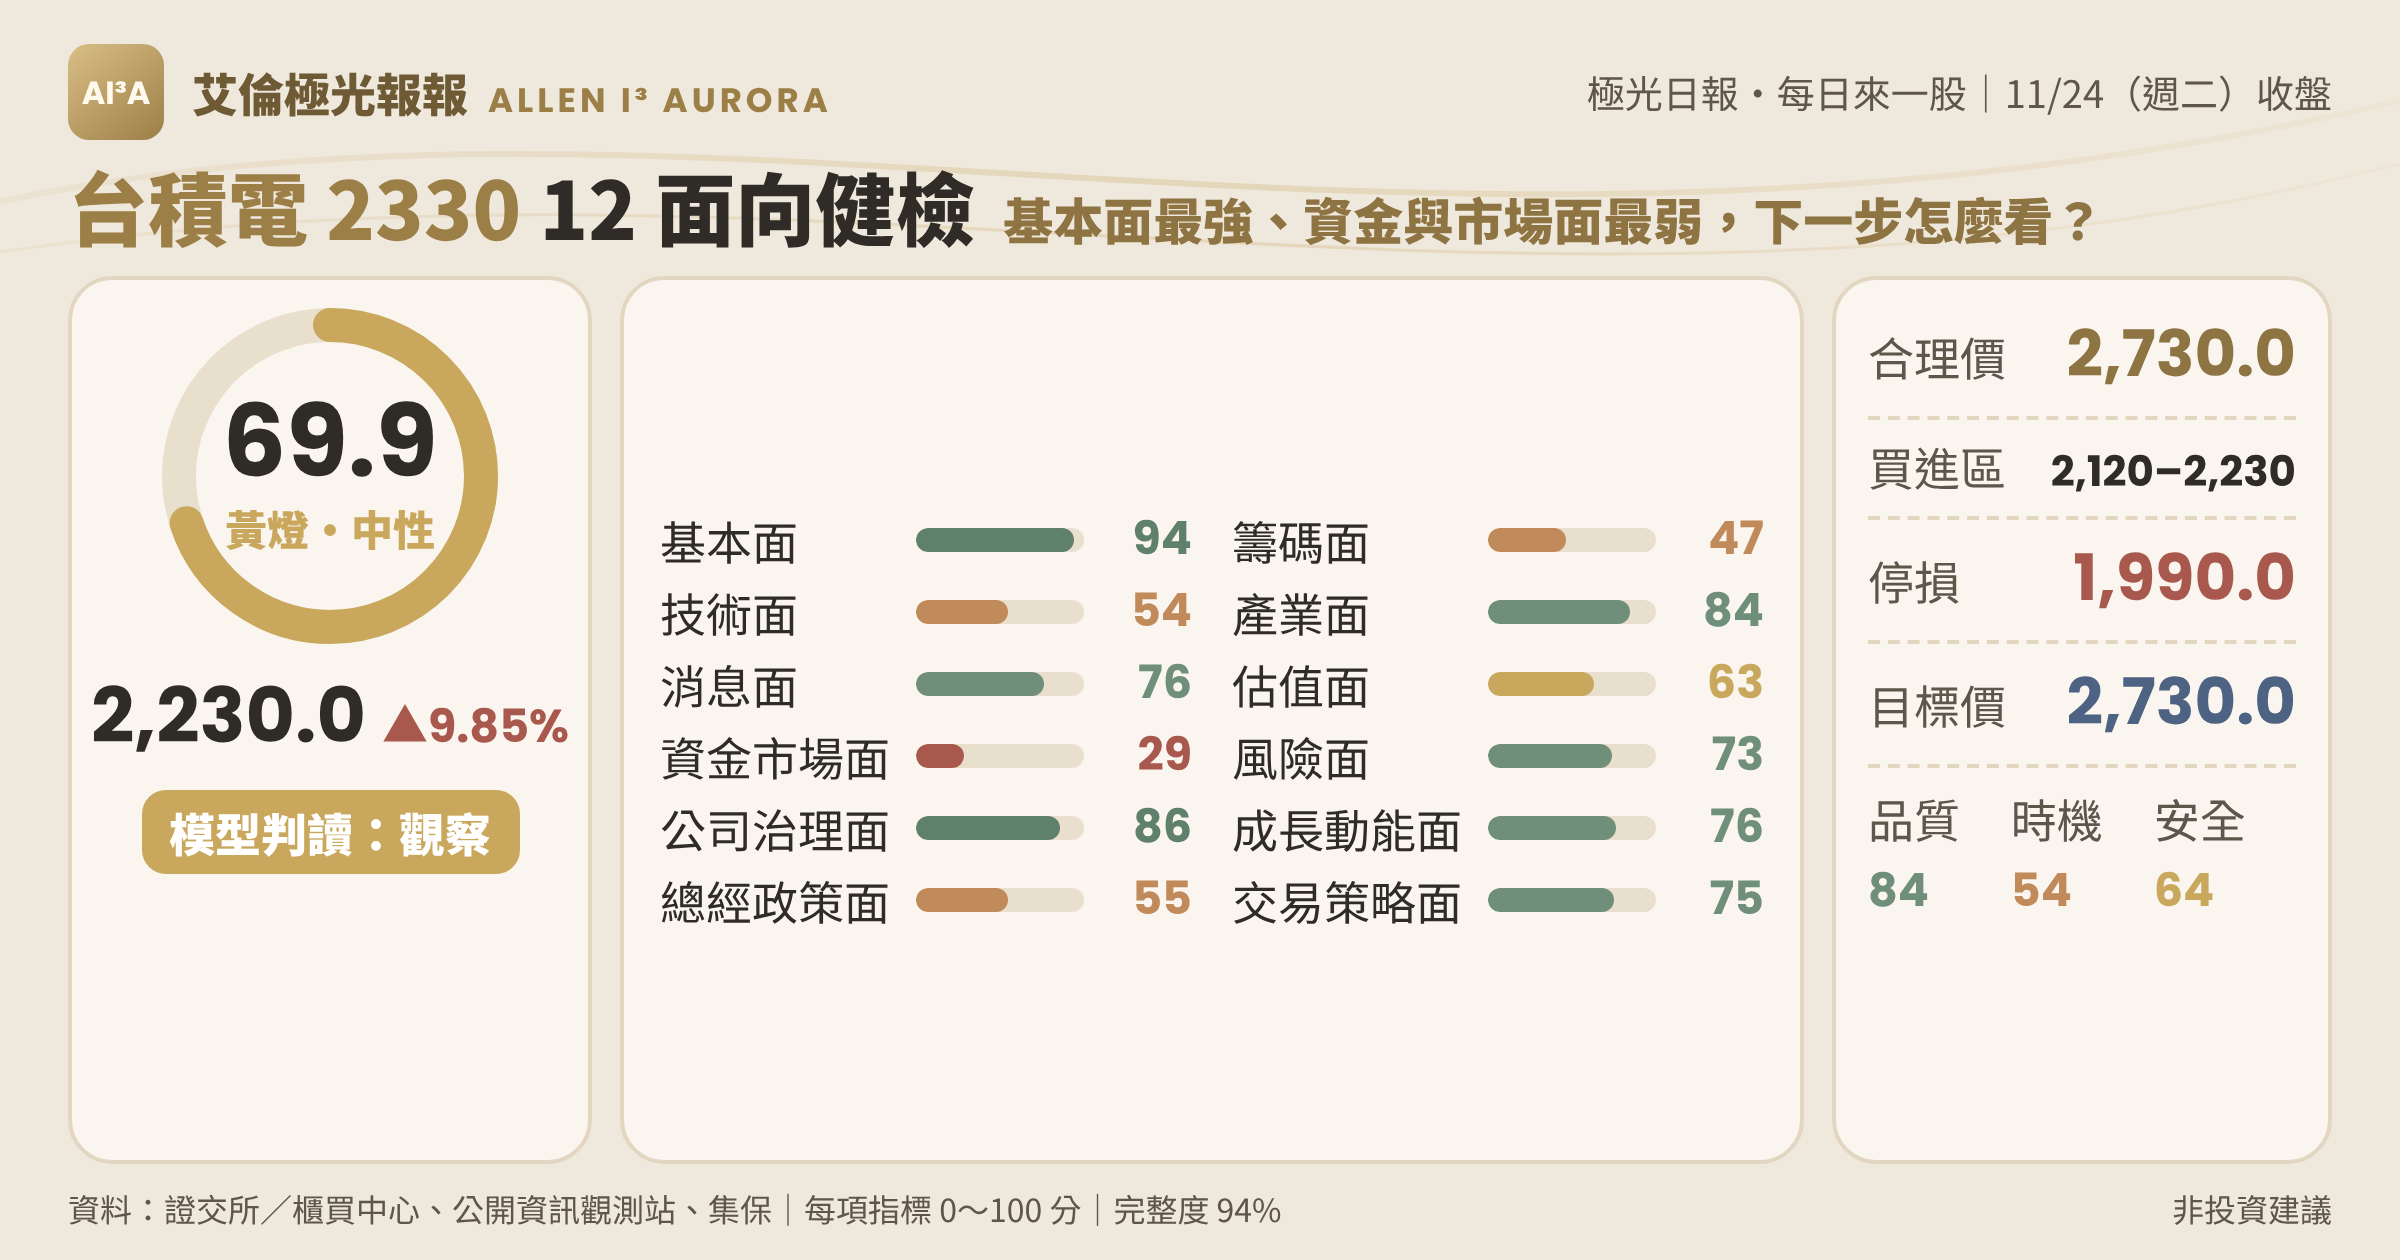 AI³A
艾倫極光報報 ALLEN I³ AURORA
極光日報・每日來一股｜11/24（週二）收盤
台積電 2330 12 面向健檢 基本面最強、資金與市場面最弱，下一步怎麼看？
69.9
黃燈・中性
2,230.0 ▲9.85%
模型判讀：觀察
基本面 94 籌碼面 47
技術面 54 產業面 84
消息面 76 估值面 63
資金市場面 29 風險面 73
公司治理面 86 成長動能面 76
總經政策面 55 交易策略面 75
合理價 2,730.0
買進區 2,120–2,230
停損 1,990.0
目標價 2,730.0
品質 時機 安全
84 54 64
資料：證交所／櫃買中心、公開資訊觀測站、集保｜每項指標 0～100 分｜完整度 94%
非投資建議